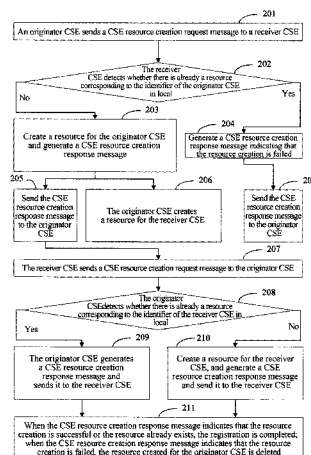 201
An originator CSE sends a CSE resource creation request message to a receiver CSE
202
The receiver
CSE detects whether there is already a resource
corresponding to the identifier of the originator CSE
in local
No
Yes
203
Create a resource for the originator CSE
and generate a CSE resource creation
response message
204
Generate a CSE resource creation
response message indicating that
the resource creation is failed
205
Send the CSE
resource creation
response message
to the originator
CSE
206
The originator CSE creates
a resource for the receiver CSE
20
Send the CSE
resource creation
response message
to the originator
CSE
207
The receiver CSE sends a CSE resource creation request message to the originator CSE
208
The originator
CSEdetects whether there is already a resource
corresponding to the identifier of the receiver CSE in
local
Yes
No
209
The originator CSE generates
a CSE resource creation
response message and
sends it to the receiver CSE
210
Create a resource for the receiver
CSE, and generate a CSE resource
creation response message
and send it to the receiver CSE
211
When the CSE resource creation response message indicates that the resource
creation is successful or the resource already exists, the registration is completed;
when the CSE resource creation response message indicates that the resource
creation is failed, the resource created for the originator CSE is deleted